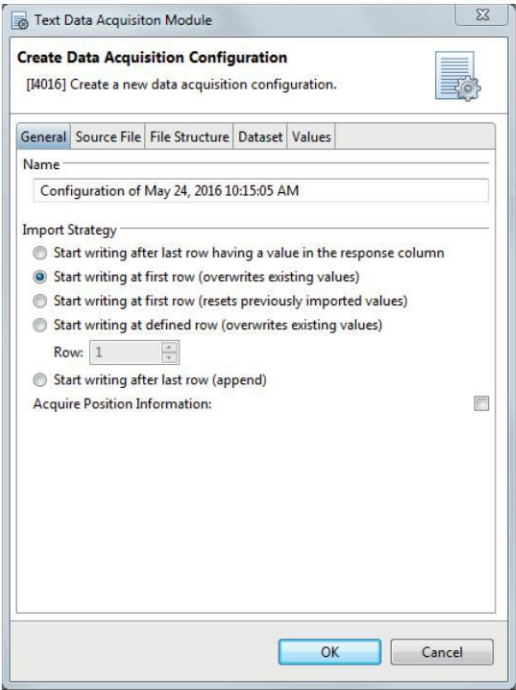 Text Data Acquisiton Module
Create Data Acquisition Configuration
[I4016] Create a new data acquisition configuration.
General Source File File Structure Dataset Values
Name
Configuration of May 24, 2016 10:15:05 AM
Import Strategy
Start writing after last row having a value in the response column
Start writing at first row (overwrites existing values)
Start writing at first row (resets previously imported values)
Start writing at defined row (overwrites existing values)
Row: 1
Start writing after last row (append)
Acquire Position Information:
OK Cancel